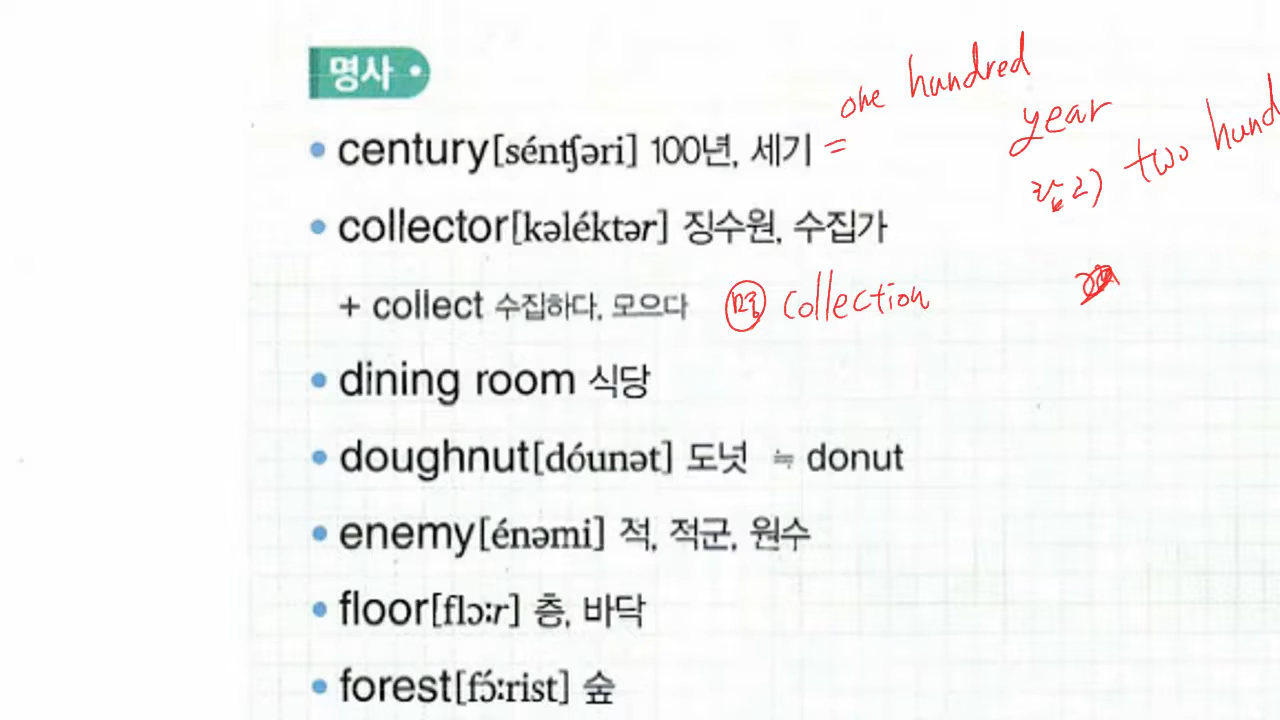 명사
century[séntʃəri] 100년, 세기 = one hundred
year
참고) two hund
collector[kəléktər] 징수원, 수집가
+ collect 수집하다, 모으다 명 collection
dining room 식당
doughnut[dóunət] 도넛 ≒ donut
enemy[énəmi] 적, 적군, 원수
floor[flɔːr] 층, 바닥
forest[fɔ́ːrist] 숲